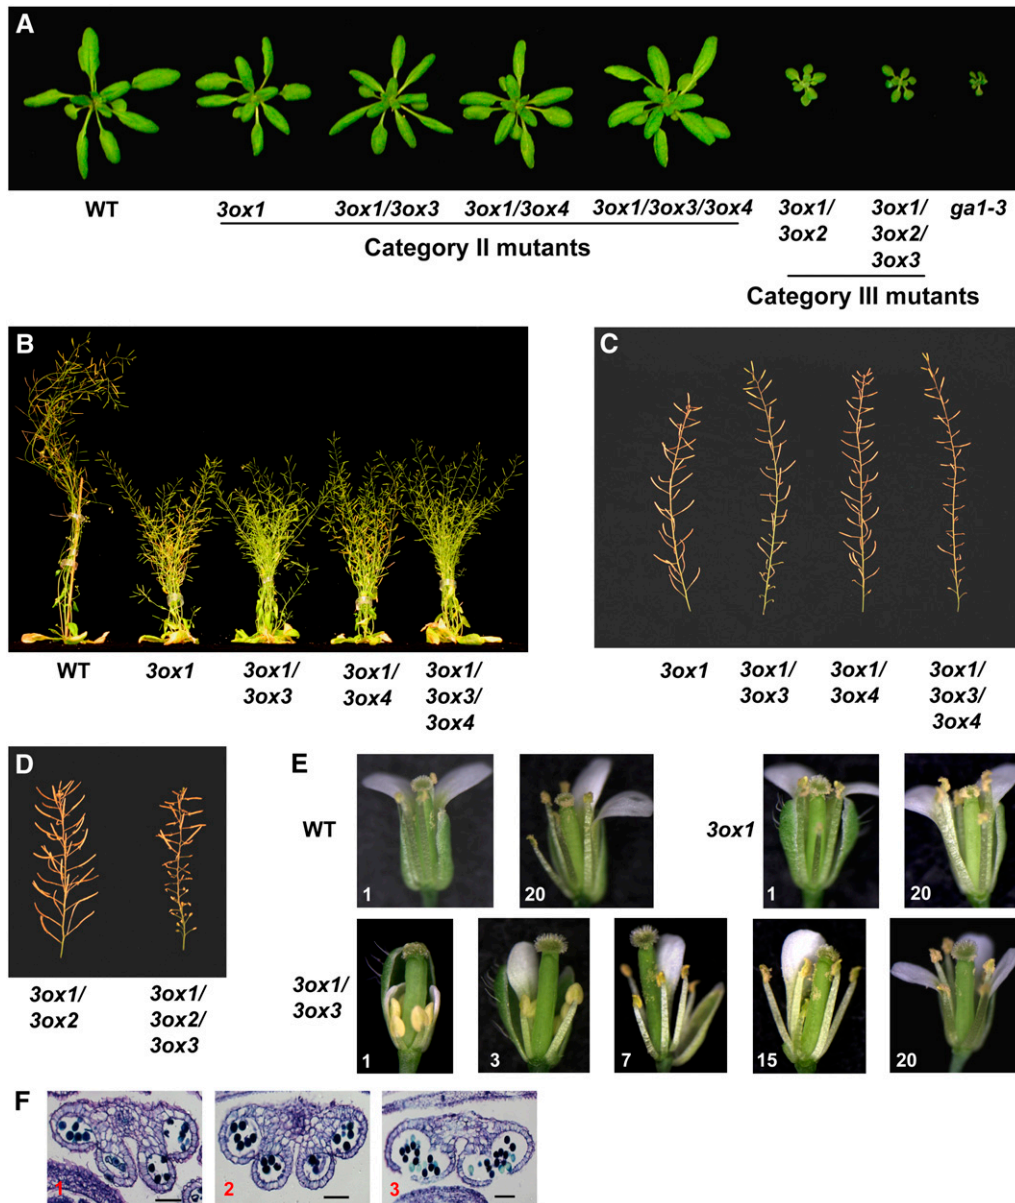 A
WT
3ox1
3ox1/3ox3
3ox1/3ox4
3ox1/3ox3/3ox4
3ox1/
3ox2
3ox1/
3ox2/
3ox3
ga1-3
Category II mutants
Category III mutants
B
WT
3ox1
3ox1/
3ox3
3ox1/
3ox4
3ox1/
3ox3/
3ox4
C
3ox1
3ox1/
3ox3
3ox1/
3ox4
3ox1/
3ox3/
3ox4
D
3ox1/
3ox2
3ox1/
3ox2/
3ox3
E
WT
1
20
3ox1
1
20
3ox1/
3ox3
1
3
7
15
20
F
1
2
3